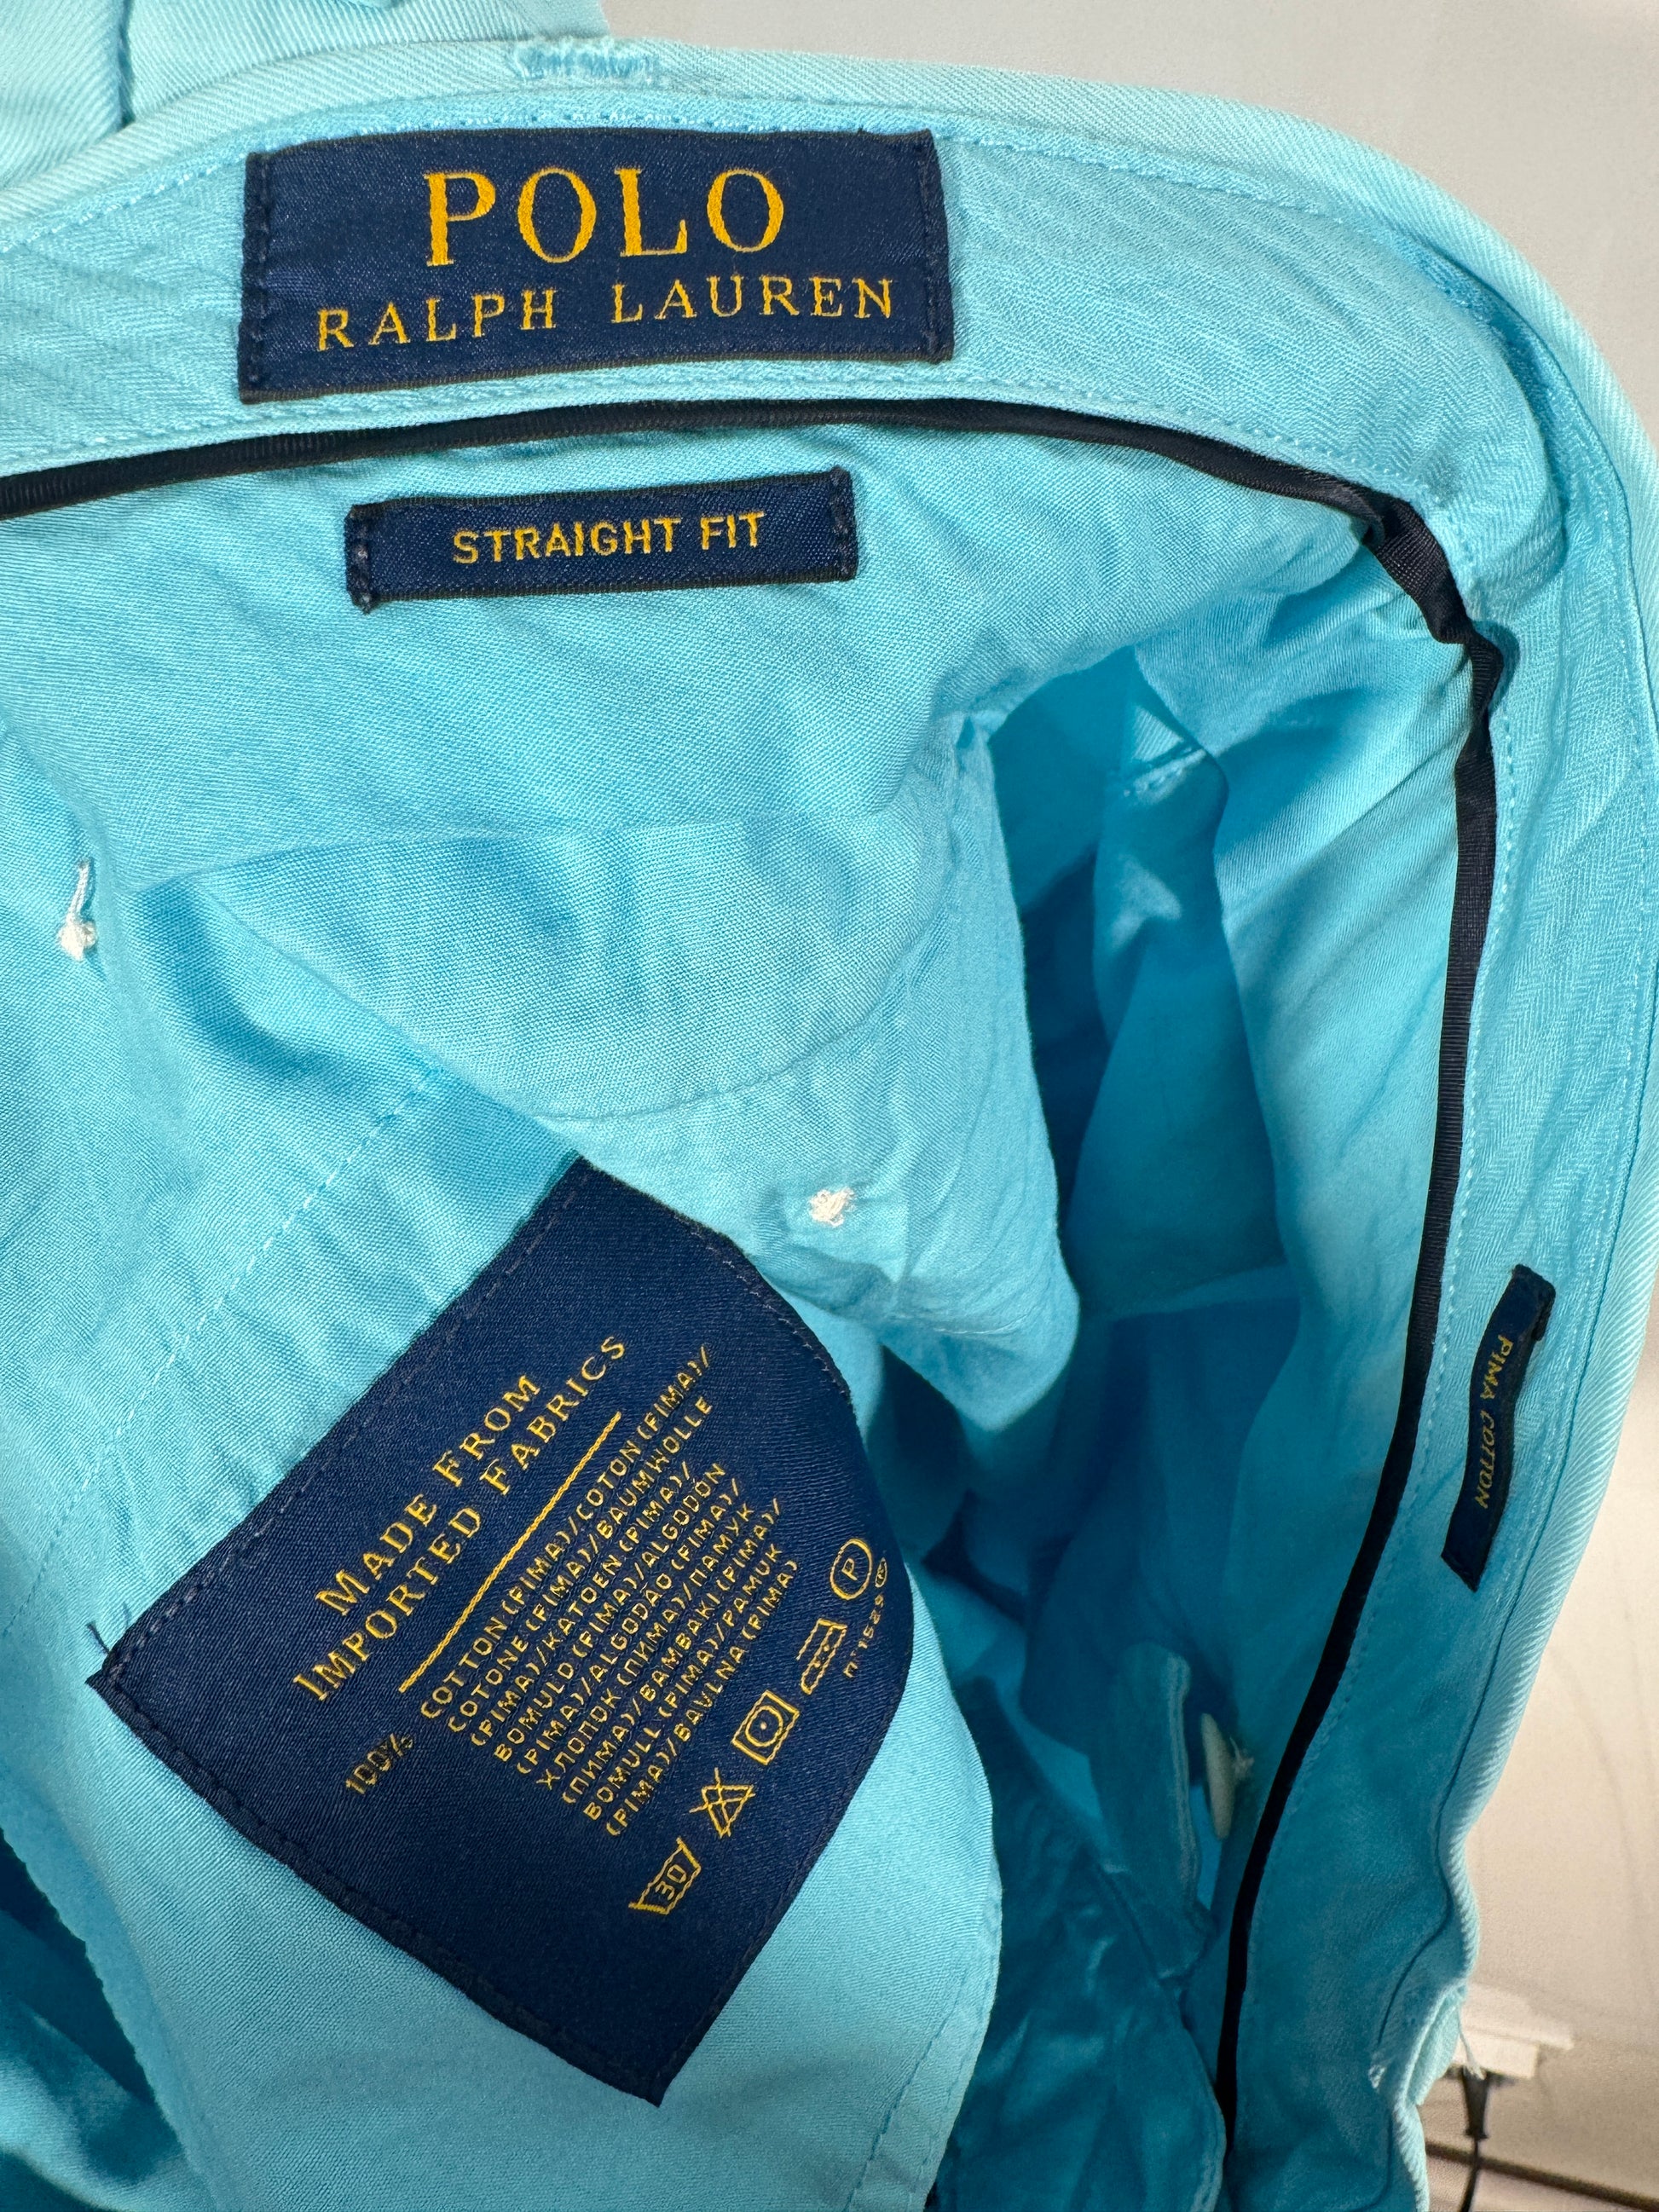 POLO
RALPH LAUREN
STRAIGHT FIT
PIMA COTTON
MADE FROM
IMPORTED FABRICS
100% COTTON (PIMA)/COTON (PIMA)/
COTONE (PIMA)/BAUMWOLLE
(PIMA)/KATOEN (PIMA)/
BOMULD (PIMA)/ALGODÓN
(PIMA)/ALGODÃO (PIMA)/
ХЛОПОК (ПИММА)/ПАМУК
(ПИМА)/BAMBAKI (PIMA)/
BOMULL (PIMA)/PAMUK
(PIMA)/BAVLNA (PIMA)
30
P
n°1529©